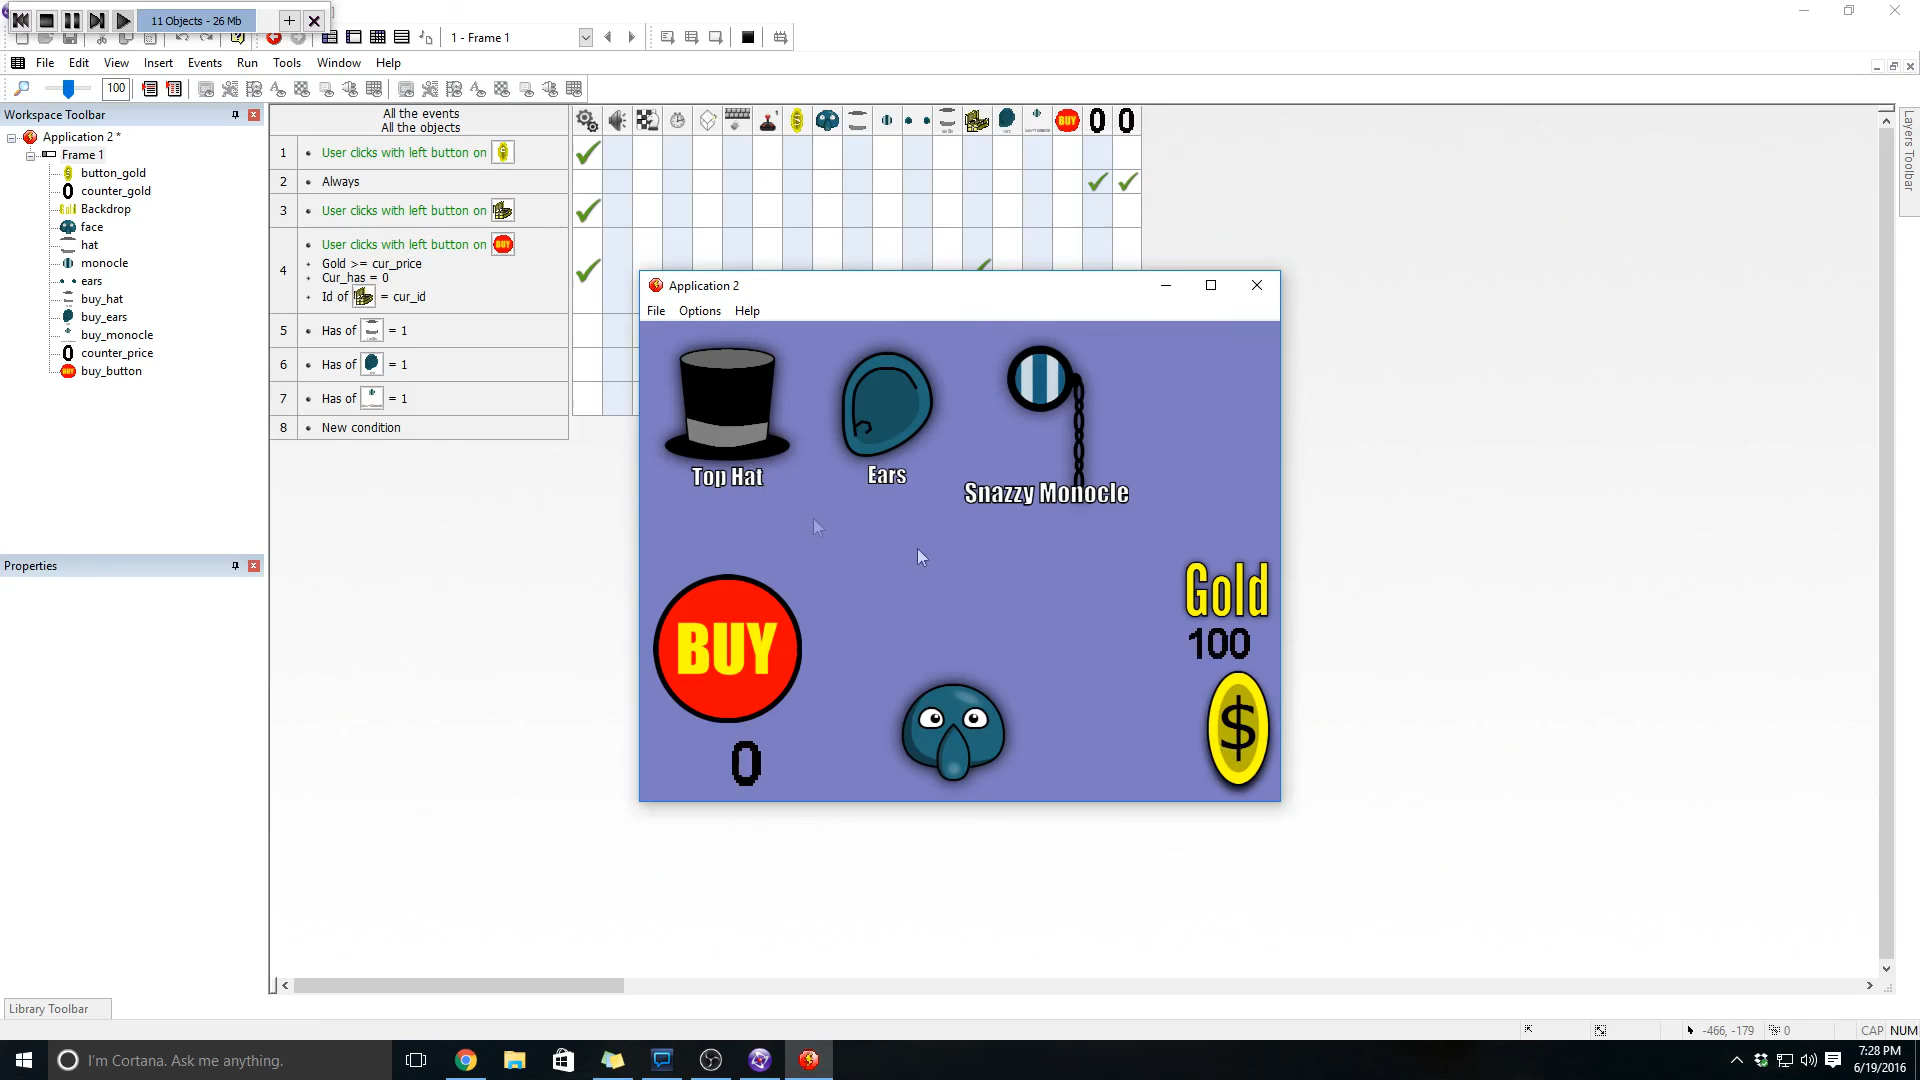 11 Objects - 26 Mb
1 - Frame 1
File Edit View Insert Events Run Tools Window Help
100
Workspace Toolbar
Application 2 *
Frame 1
button_gold
counter_gold
Backdrop
face
hat
monocle
ears
buy_hat
buy_ears
buy_monocle
counter_price
buy_button
Properties
Library Toolbar
All the events
All the objects
BUY 0 0
1 • User clicks with left button on
2 • Always
3 • User clicks with left button on
4 • User clicks with left button on BUY
+ Gold >= cur_price
+ Cur_has = 0
+ Id of = cur_id
5 • Has of = 1
6 • Has of = 1
7 • Has of = 1
8 • New condition
Application 2
File Options Help
Top Hat
Ears
Snazzy Monocle
BUY
0
Gold
100
$
Layers Toolbar
-466, -179
0
CAP NUM
I'm Cortana. Ask me anything.
7:28 PM
6/19/2016